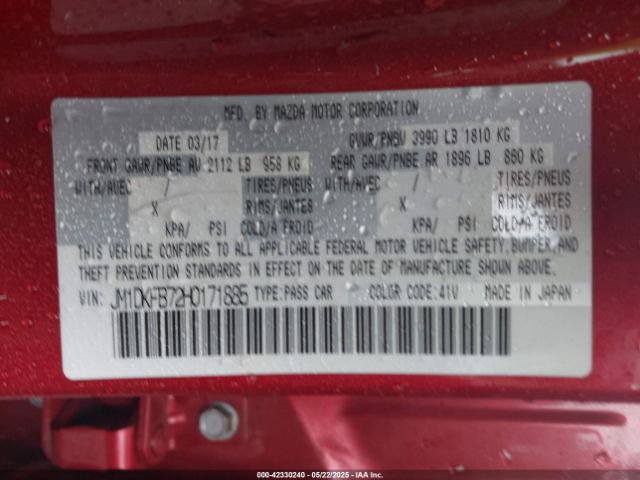 MFD. BY MAZDA MOTOR CORPORATION.
DATE 03/17 GVWR/PNBV 3990 LB 1810 KG
FRONT GAWR/PNBE AV 2112 LB 958 KG REAR GAWR/PNBE AR 1896 LB 860 KG
WITH/AVEC / TIRES/PNEUS WITH/AVEC / TIRES/PNEUS
X RIMS/JANTES X RIMS/JANTES
KPA/ PSI COLD/A FROID KPA/ PSI COLD/A FROID
THIS VEHICLE CONFORMS TO ALL APPLICABLE FEDERAL MOTOR VEHICLE SAFETY, BUMPER, AND
THEFT PREVENTION STANDARDS IN EFFECT ON THE DATE OF MANUFACTURE SHOWN ABOVE.
VIN: JM1DKFB72H0171885 TYPE:PASS CAR COLOR CODE:41V MADE IN JAPAN
000-42330240 - 05/22/2025 - IAA Inc.